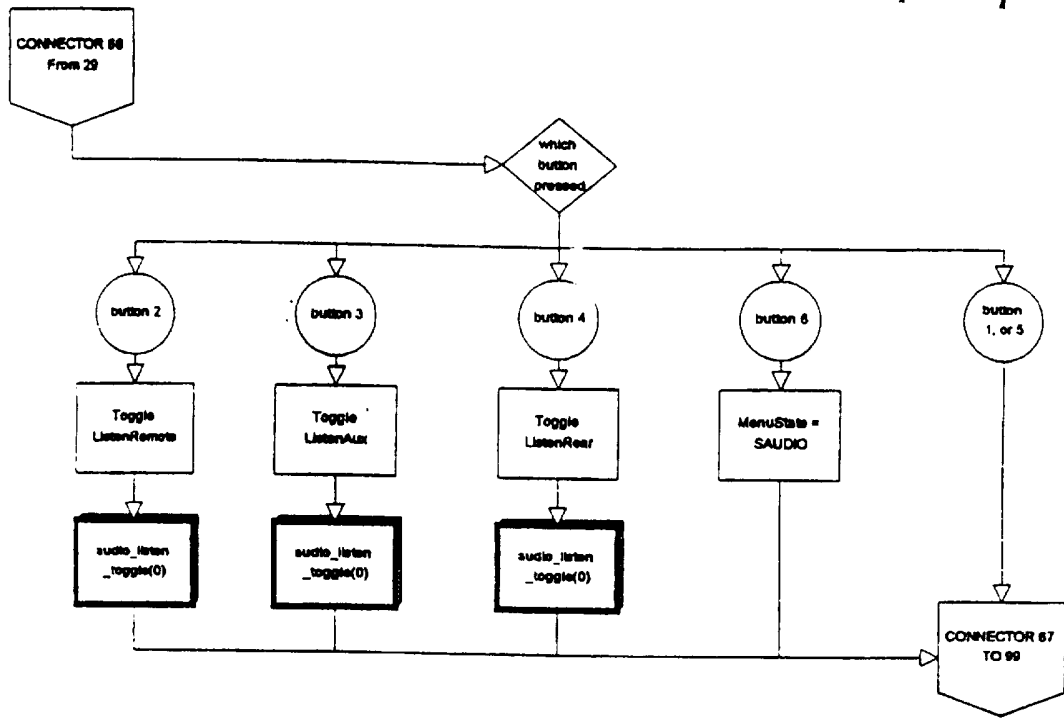 CONNECTOR 66
From 29
which
button
pressed
button 2
button 3
button 4
button 6
button
1, or 5
Toggle
ListenRemote
Toggle
ListenAux
Toggle
ListenRear
MenuState =
SAUDIO
audio_listen
_toggle(0)
audio_listen
_toggle(0)
audio_listen
_toggle(0)
CONNECTOR 67
TO 99